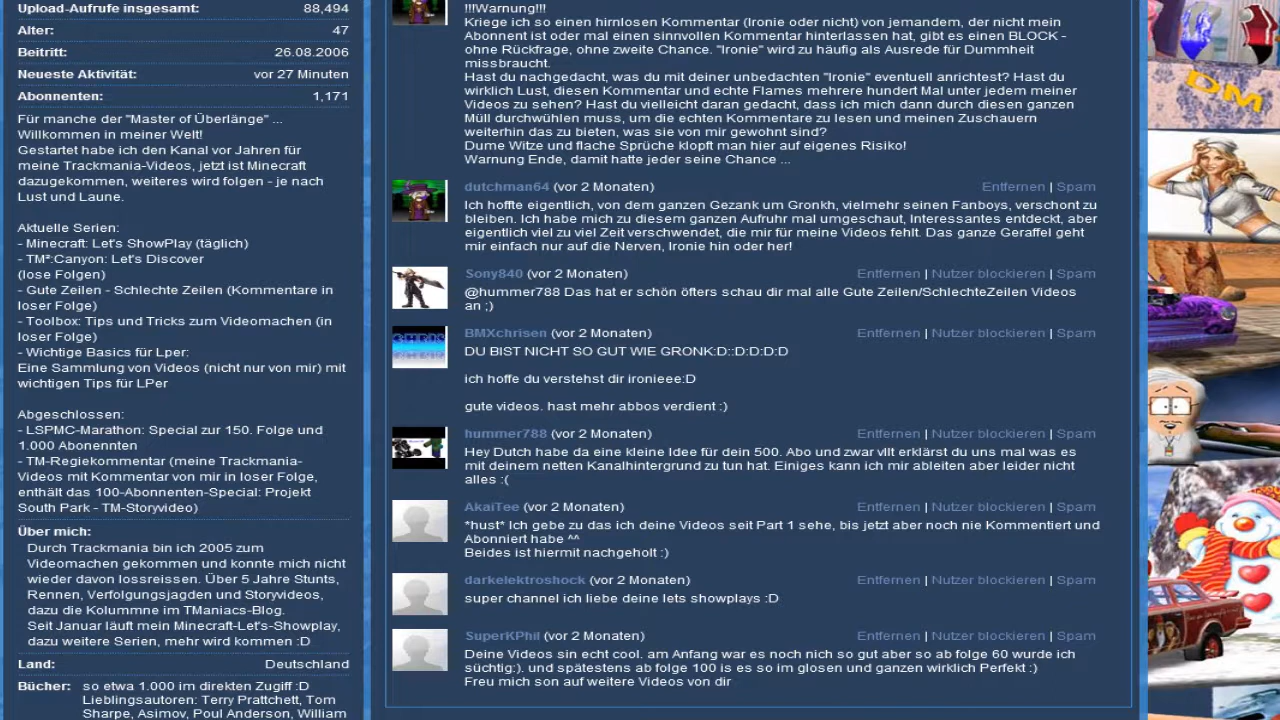 Upload-Aufrufe insgesamt: 88,494
Alter: 47
Beitritt: 26.08.2006
Neueste Aktivität: vor 27 Minuten
Abonnenten: 1,171
Für manche der "Master of Überlänge" ...
Willkommen in meiner Welt!
Gestartet habe ich den Kanal vor Jahren für
meine Trackmania-Videos, jetzt ist Minecraft
dazugekommen, weiteres wird folgen - je nach
Lust und Laune.
Aktuelle Serien:
- Minecraft: Let's ShowPlay (täglich)
- TM²:Canyon: Let's Discover
(lose Folgen)
- Gute Zeilen - Schlechte Zeilen (Kommentare in
loser Folge)
- Toolbox: Tips und Tricks zum Videomachen (in
loser Folge)
- Wichtige Basics für Lper:
Eine Sammlung von Videos (nicht nur von mir) mit
wichtigen Tips für LPer
Abgeschlossen:
- LSPMC-Marathon: Special zur 150. Folge und
1.000 Abonennten
- TM-Regiekommentar (meine Trackmania-
Videos mit Kommentar von mir in loser Folge,
enthält das 100-Abonnenten-Special: Projekt
South Park - TM-Storyvideo)
Über mich:
Durch Trackmania bin ich 2005 zum
Videomachen gekommen und konnte mich nicht
wieder davon lossreissen. Über 5 Jahre Stunts,
Rennen, Verfolgungsjagden und Storyvideos,
dazu die Kolummne im TManiacs-Blog.
Seit Januar läuft mein Minecraft-Let's-Showplay,
dazu weitere Serien, mehr wird kommen :D
Land: Deutschland
Bücher: so etwa 1.000 im direkten Zugiff :D
Lieblingsautoren: Terry Prattchett, Tom
Sharpe, Asimov, Poul Anderson, William
!!!Warnung!!!
Kriege ich so einen hirnlosen Kommentar (Ironie oder nicht) von jemandem, der nicht mein
Abonnent ist oder mal einen sinnvollen Kommentar hinterlassen hat, gibt es einen BLOCK -
ohne Rückfrage, ohne zweite Chance. "Ironie" wird zu häufig als Ausrede für Dummheit
missbraucht.
Hast du nachgedacht, was du mit deiner unbedachten "Ironie" eventuell anrichtest? Hast du
wirklich Lust, diesen Kommentar und echte Flames mehrere hundert Mal unter jedem meiner
Videos zu sehen? Hast du vielleicht daran gedacht, dass ich mich dann durch diesen ganzen
Müll durchwühlen muss, um die echten Kommentare zu lesen und meinen Zuschauern
weiterhin das zu bieten, was sie von mir gewohnt sind?
Dume Witze und flache Sprüche klopft man hier auf eigenes Risiko!
Warnung Ende, damit hatte jeder seine Chance ...
dutchman64 (vor 2 Monaten) Entfernen | Spam
Ich hoffte eigentlich, von dem ganzen Gezank um Gronkh, vielmehr seinen Fanboys, verschont zu
bleiben. Ich habe mich zu diesem ganzen Aufruhr mal umgeschaut, Interessantes entdeckt, aber
eigentlich viel zu viel Zeit verschwendet, die mir für meine Videos fehlt. Das ganze Geraffel geht
mir einfach nur auf die Nerven, Ironie hin oder her!
Sony840 (vor 2 Monaten) Entfernen | Nutzer blockieren | Spam
@hummer788 Das hat er schön öfters schau dir mal alle Gute Zeilen/SchlechteZeilen Videos
an ;)
BMXchrisen (vor 2 Monaten) Entfernen | Nutzer blockieren | Spam
DU BIST NICHT SO GUT WIE GRONK:D::D:D:D:D
ich hoffe du verstehst dir ironieee:D
gute videos. hast mehr abbos verdient :)
hummer788 (vor 2 Monaten) Entfernen | Nutzer blockieren | Spam
Hey Dutch habe da eine kleine Idee für dein 500. Abo und zwar vllt erklärst du uns mal was es
mit deinem netten Kanalhintergrund zu tun hat. Einiges kann ich mir ableiten aber leider nicht
alles :(
AkaiTee (vor 2 Monaten) Entfernen | Nutzer blockieren | Spam
*hust* Ich gebe zu das ich deine Videos seit Part 1 sehe, bis jetzt aber noch nie Kommentiert und
Abonniert habe ^^
Beides ist hiermit nachgeholt :)
darkelektroshock (vor 2 Monaten) Entfernen | Nutzer blockieren | Spam
super channel ich liebe deine lets showplays :D
SuperKPhil (vor 2 Monaten) Entfernen | Nutzer blockieren | Spam
Deine Videos sin echt cool. am Anfang war es noch nich so gut aber so ab folge 60 wurde ich
süchtig:). und spätestens ab folge 100 is es so im glosen und ganzen wirklich Perfekt :)
Freu mich son auf weitere Videos von dir
DM